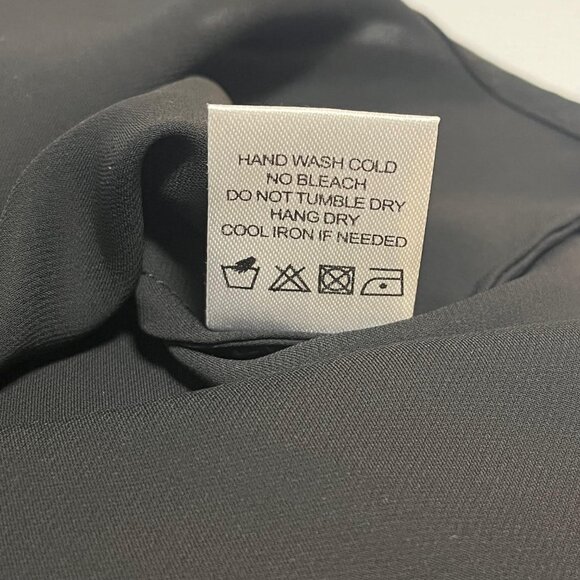 HAND WASH COLD
NO BLEACH
DO NOT TUMBLE DRY
HANG DRY
COOL IRON IF NEEDED